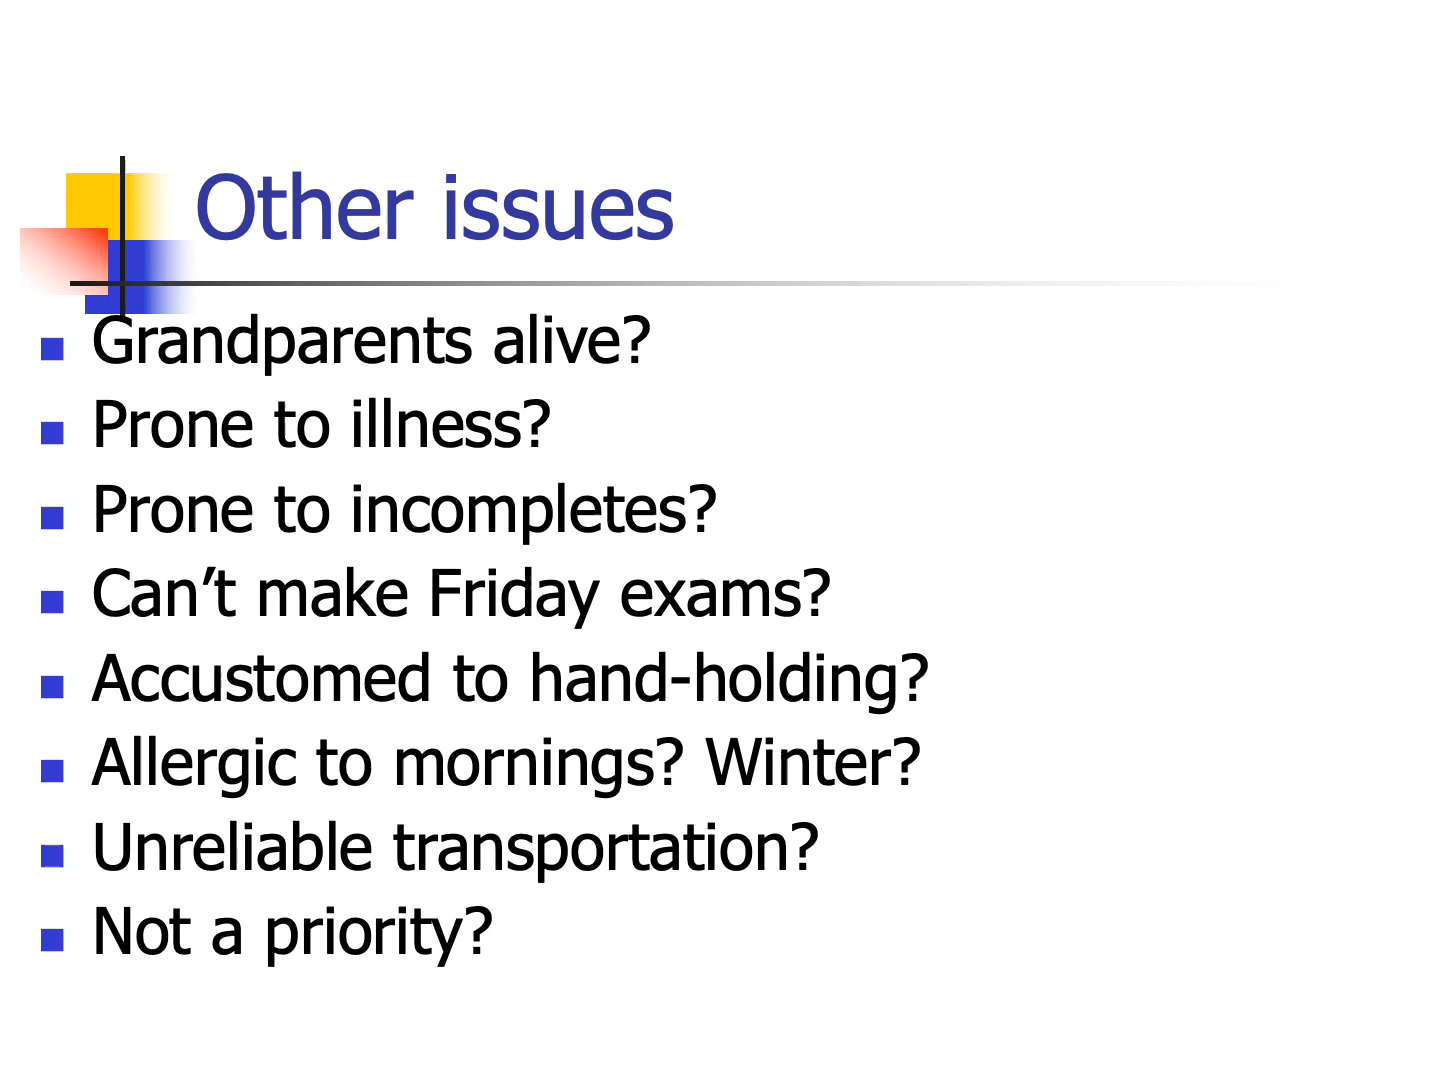 Other issues
Grandparents alive?
Prone to illness?
Prone to incompletes?
Can’t make Friday exams?
Accustomed to hand-holding?
Allergic to mornings? Winter?
Unreliable transportation?
Not a priority?